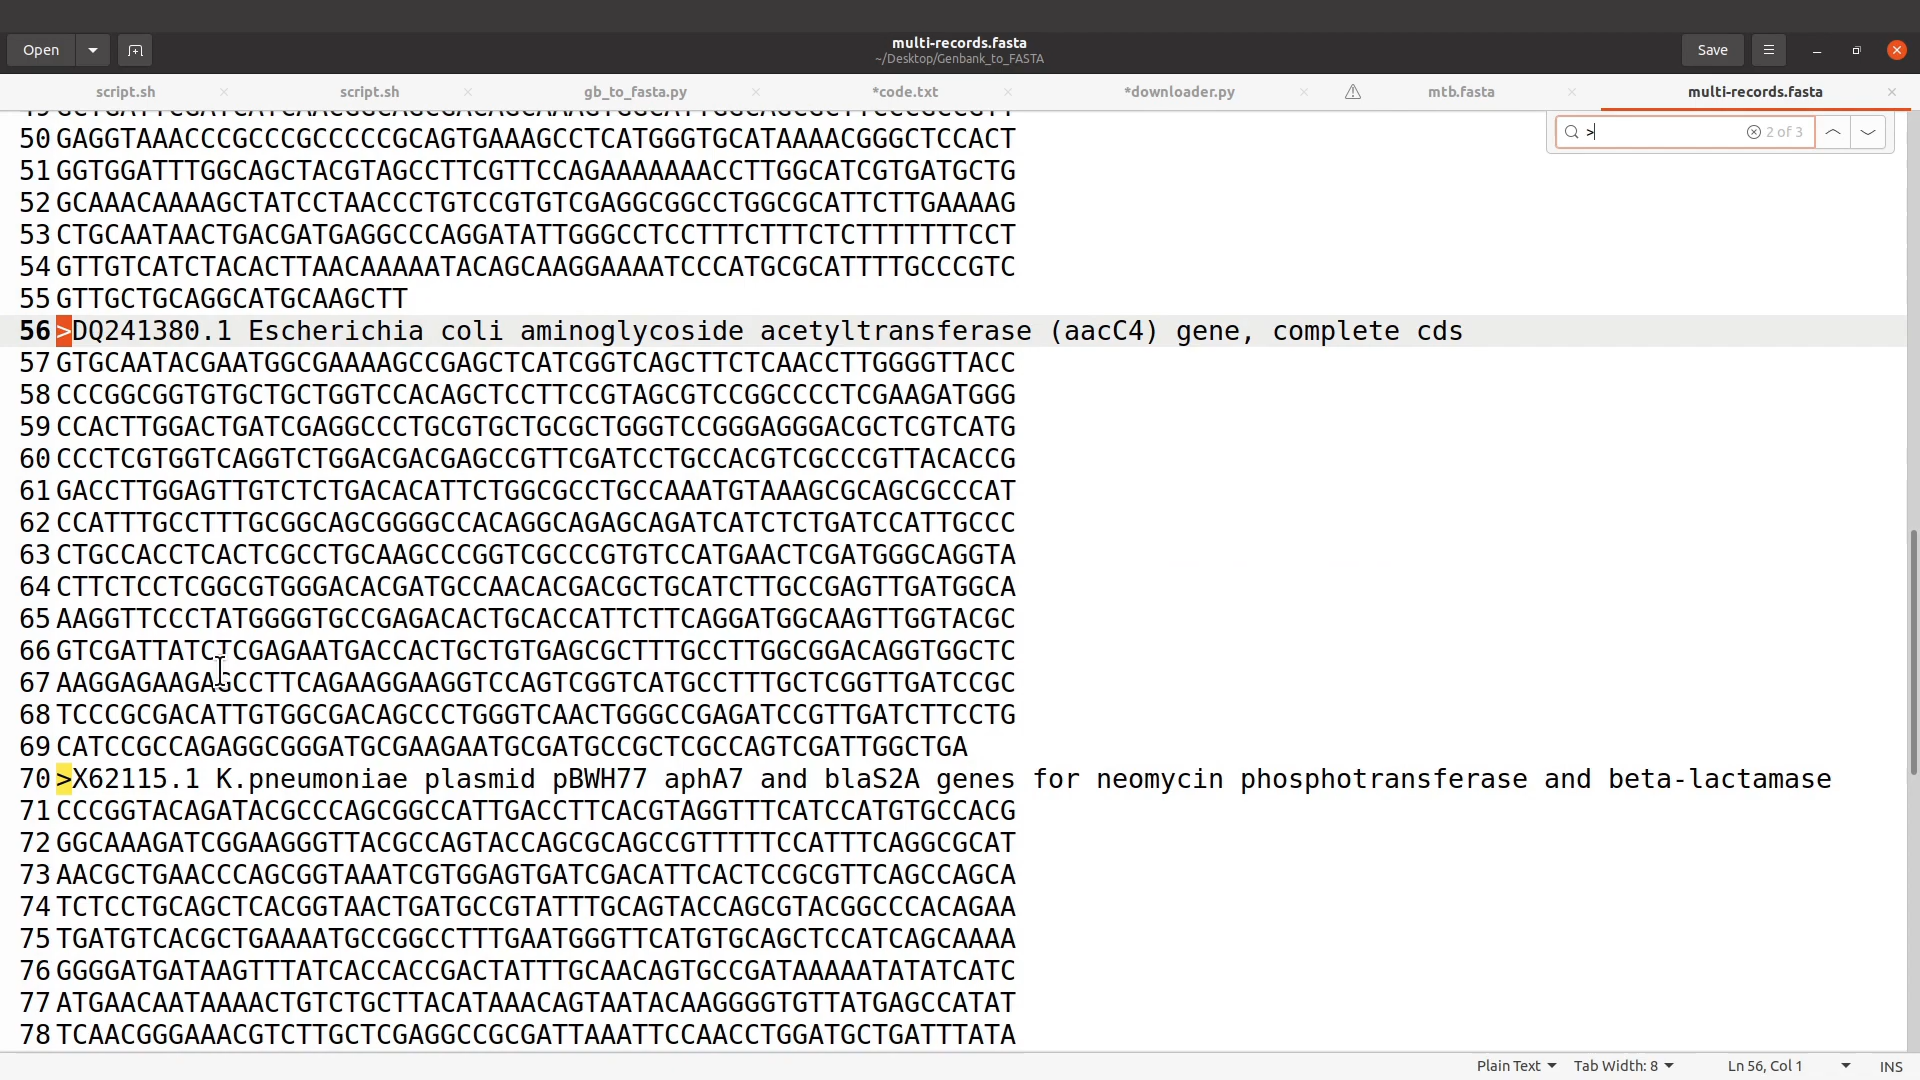 Open
multi-records.fasta
~/Desktop/Genbank_to_FASTA
Save
script.sh
script.sh
gb_to_fasta.py
*code.txt
*downloader.py
mtb.fasta
multi-records.fasta
>
2 of 3
50 GAGGTAAACCCGCCCGCCCCCGCAGTGAAAGCCTCATGGGTGCATAAAACGGGCTCCACT
51 GGTGGATTTGGCAGCTACGTAGCCTTCGTTCCAGAAAAAAACCTTGGCATCGTGATGCTG
52 GCAAACAAAAGCTATCCTAACCCTGTCCGTGTCGAGGCGGCCTGGCGCATTCTTGAAAAG
53 CTGCAATAACTGACGATGAGGCCCAGGATATTGGGCCTCCTTTCTTTCTCTTTTTTTCCT
54 GTTGTCATCTACACTTAACAAAAATACAGCAAGGAAAATCCCATGCGCATTTTGCCCGTC
55 GTTGCTGCAGGCATGCAAGCTT
56 >DQ241380.1 Escherichia coli aminoglycoside acetyltransferase (aacC4) gene, complete cds
57 GTGCAATACGAATGGCGAAAAGCCGAGCTCATCGGTCAGCTTCTCAACCTTGGGGTTACC
58 CCCGGCGGTGTGCTGCTGGTCCACAGCTCCTTCCGTAGCGTCCGGCCCCTCGAAGATGGG
59 CCACTTGGACTGATCGAGGCCCTGCGTGCTGCGCTGGGTCCGGGAGGGACGCTCGTCATG
60 CCCTCGTGGTCAGGTCTGGACGACGAGCCGTTCGATCCTGCCACGTCGCCCGTTACACCG
61 GACCTTGGAGTTGTCTCTGACACATTCTGGCGCCTGCCAAATGTAAAGCGCAGCGCCCAT
62 CCATTTGCCTTTGCGGCAGCGGGGCCACAGGCAGAGCAGATCATCTCTGATCCATTGCCC
63 CTGCCACCTCACTCGCCTGCAAGCCCGGTCGCCCGTGTCCATGAACTCGATGGGCAGGTA
64 CTTCTCCTCGGCGTGGGACACGATGCCAACACGACGCTGCATCTTGCCGAGTTGATGGCA
65 AAGGTTCCCTATGGGGTGCCGAGACACTGCACCATTCTTCAGGATGGCAAGTTGGTACGC
66 GTCGATTATCTCGAGAATGACCACTGCTGTGAGCGCTTTGCCTTGGCGGACAGGTGGCTC
67 AAGGAGAAGAGCCTTCAGAAGGAAGGTCCAGTCGGTCATGCCTTTGCTCGGTTGATCCGC
68 TCCCGCGACATTGTGGCGACAGCCCTGGGTCAACTGGGCCGAGATCCGTTGATCTTCCTG
69 CATCCGCCAGAGGCGGGATGCGAAGAATGCGATGCCGCTCGCCAGTCGATTGGCTGA
70 >X62115.1 K.pneumoniae plasmid pBWH77 aphA7 and blaS2A genes for neomycin phosphotransferase and beta-lactamase
71 CCCGGTACAGATACGCCCAGCGGCCATTGACCTTCACGTAGGTTTCATCCATGTGCCACG
72 GGCAAAGATCGGAAGGGTTACGCCAGTACCAGCGCAGCCGTTTTTCCATTTCAGGCGCAT
73 AACGCTGAACCCAGCGGTAAATCGTGGAGTGATCGACATTCACTCCGCGTTCAGCCAGCA
74 TCTCCTGCAGCTCACGGTAACTGATGCCGTATTTGCAGTACCAGCGTACGGCCCACAGAA
75 TGATGTCACGCTGAAAATGCCGGCCTTTGAATGGGTTCATGTGCAGCTCCATCAGCAAAA
76 GGGGATGATAAGTTTATCACCACCGACTATTTGCAACAGTGCCGATAAAAATATATCATC
77 ATGAACAATAAAACTGTCTGCTTACATAAACAGTAATACAAGGGGTGTTATGAGCCATAT
78 TCAACGGGAAACGTCTTGCTCGAGGCCGCGATTAAATTCCAACCTGGATGCTGATTTATA
Plain Text
Tab Width: 8
Ln 56, Col 1
INS